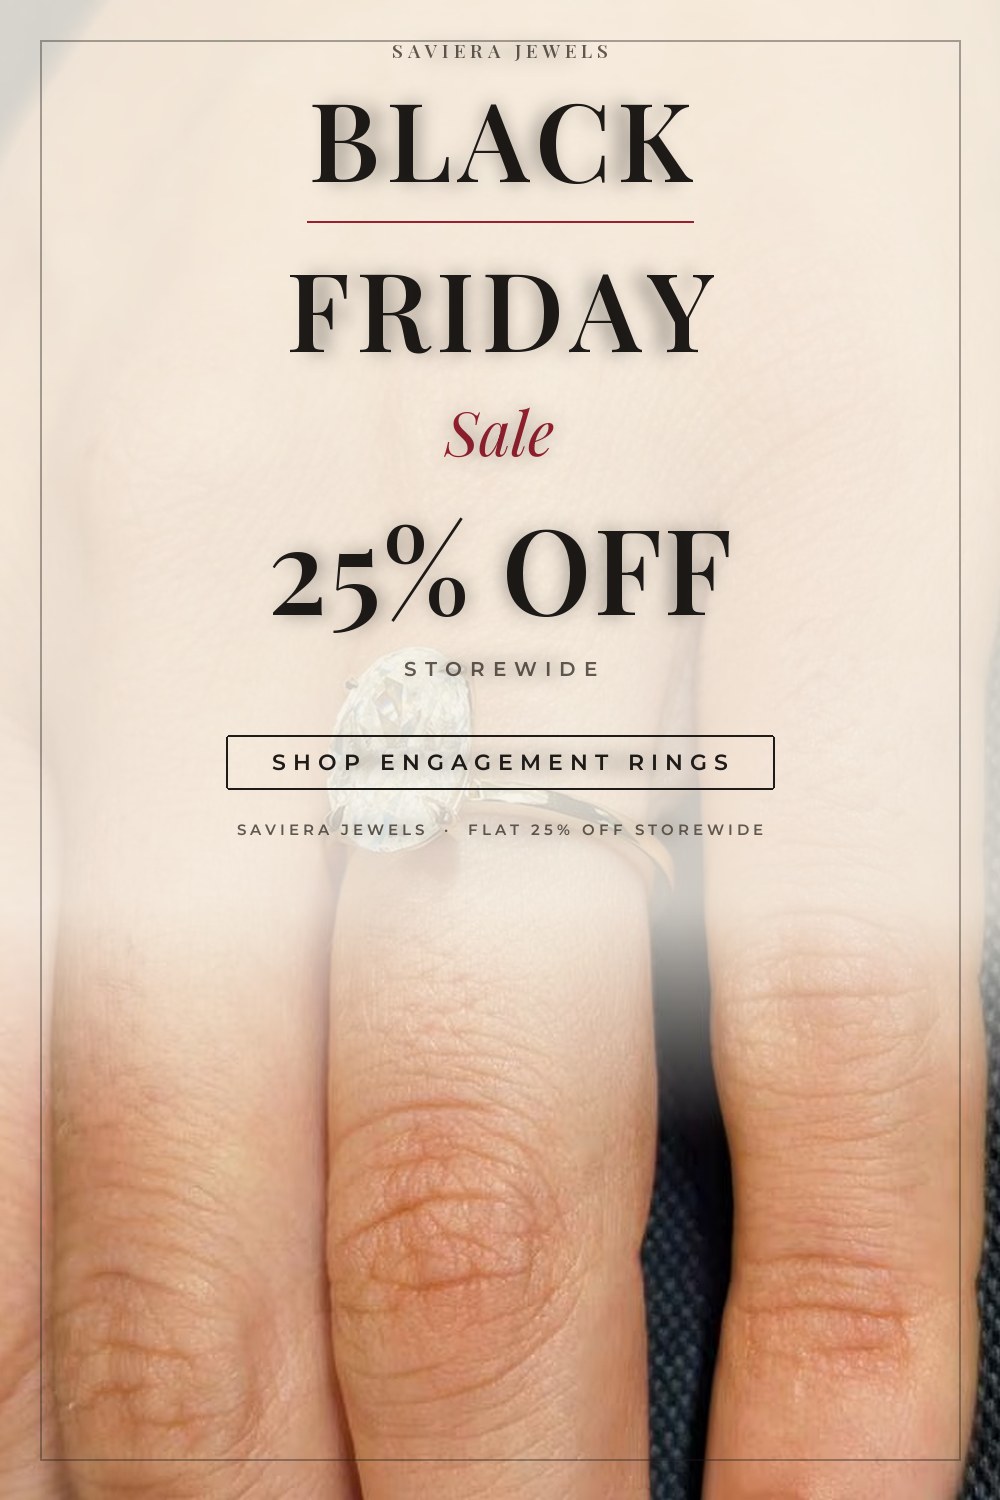 SAVIERA JEWELS
BLACK
FRIDAY
Sale
25% OFF
STOREWIDE
SHOP ENGAGEMENT RINGS
SAVIERA JEWELS · FLAT 25% OFF STOREWIDE